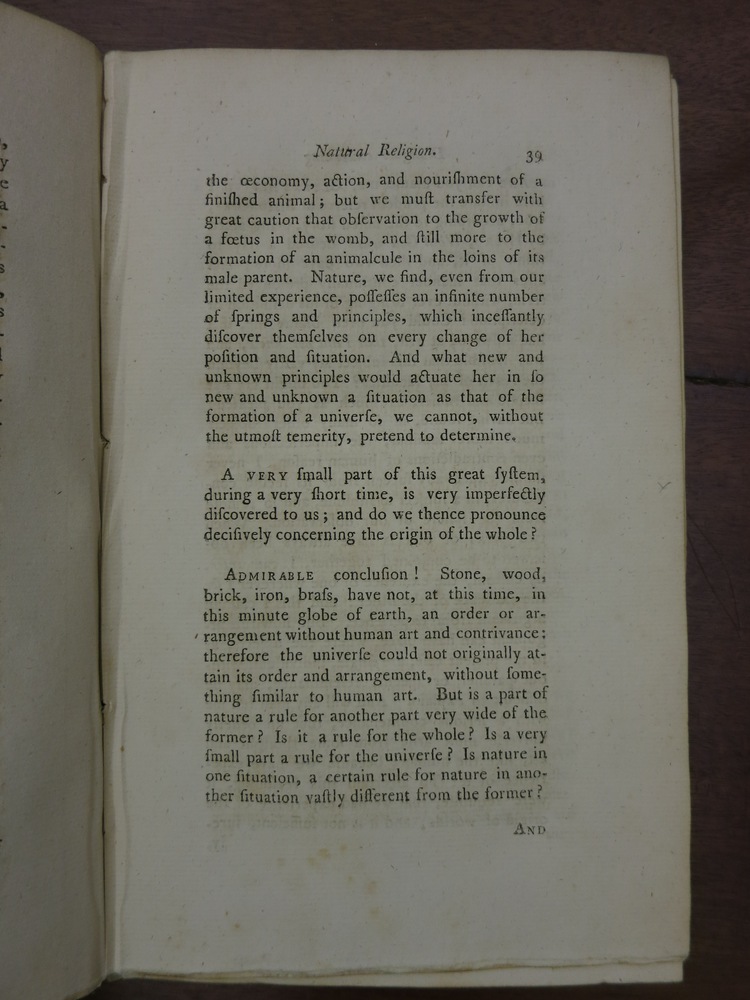 Natural Religion. 39
the œconomy, action, and nouriſhment of a
finiſhed animal; but we muſt transfer with
great caution that obſervation to the growth of
a fœtus in the womb, and ſtill more to the
formation of an animalcule in the loins of its
male parent. Nature, we find, even from our
limited experience, poſſeſſes an infinite number
of ſprings and principles, which inceſſantly
diſcover themſelves on every change of her
poſition and ſituation. And what new and
unknown principles would actuate her in ſo
new and unknown a ſituation as that of the
formation of a univerſe, we cannot, without
the utmoſt temerity, pretend to determine.
A VERY ſmall part of this great ſyſtem,
during a very ſhort time, is very imperfectly
diſcovered to us; and do we thence pronounce
deciſively concerning the origin of the whole?
ADMIRABLE concluſion! Stone, wood,
brick, iron, braſs, have not, at this time, in
this minute globe of earth, an order or ar-
rangement without human art and contrivance:
therefore the univerſe could not originally at-
tain its order and arrangement, without ſome-
thing ſimilar to human art. But is a part of
nature a rule for another part very wide of the
former? Is it a rule for the whole? Is a very
ſmall part a rule for the univerſe? Is nature in
one ſituation, a certain rule for nature in ano-
ther ſituation vaſtly different from the former?
AND